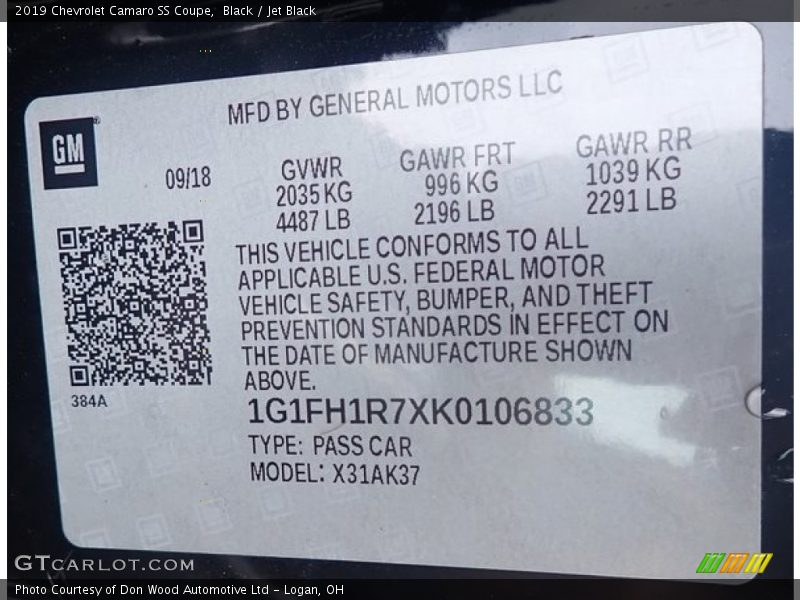 2019 Chevrolet Camaro SS Coupe,  Black / Jet Black
MFD BY GENERAL MOTORS LLC
GM®
09/18
GVWR
2035 KG
4487 LB
GAWR FRT
996 KG
2196 LB
GAWR RR
1039 KG
2291 LB
THIS VEHICLE CONFORMS TO ALL
APPLICABLE U.S. FEDERAL MOTOR
VEHICLE SAFETY, BUMPER, AND THEFT
PREVENTION STANDARDS IN EFFECT ON
THE DATE OF MANUFACTURE SHOWN
ABOVE.
384A
1G1FH1R7XK0106833
TYPE: PASS CAR
MODEL: X31AK37
GTCARLOT.COM
Photo Courtesy of Don Wood Automotive Ltd - Logan, OH